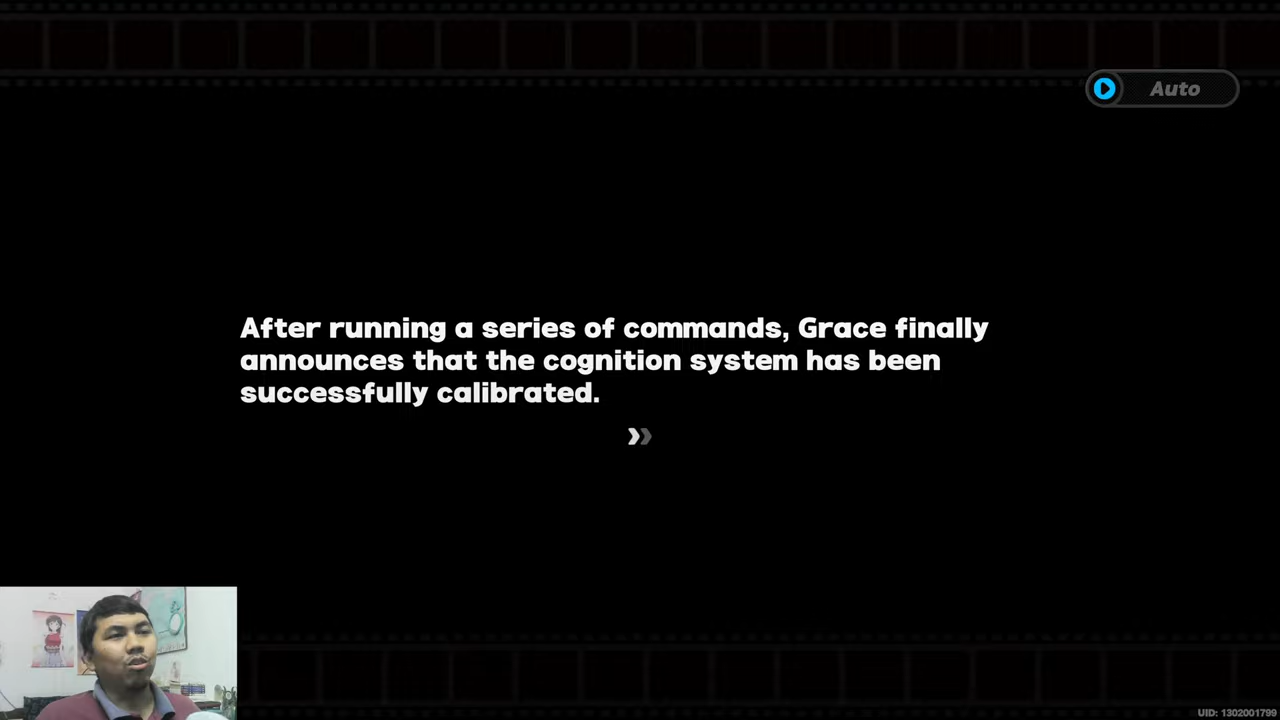 Auto
After running a series of commands, Grace finally
announces that the cognition system has been
successfully calibrated.
UID: 1302001799